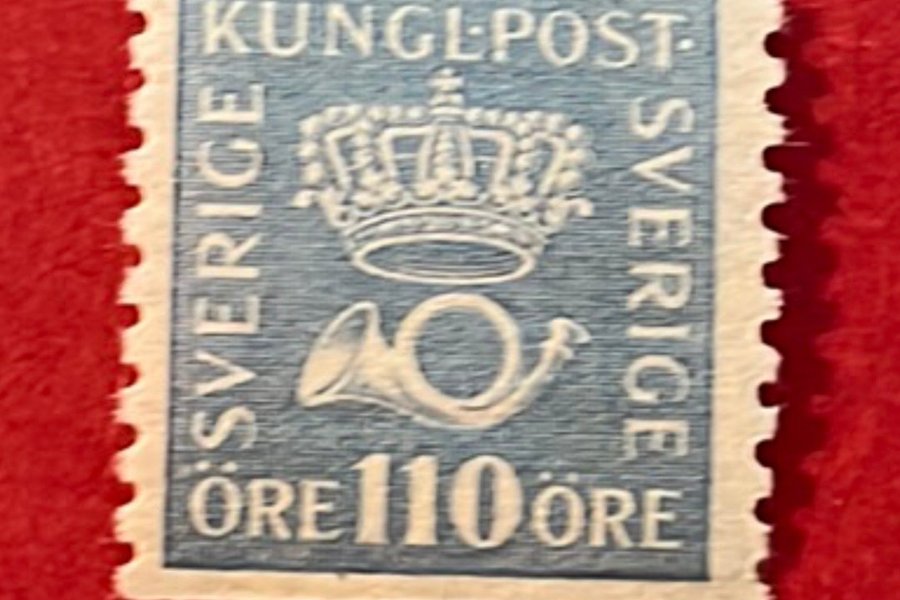 KUNGL·POST·
SVERIGE
SVERIGE
ÖRE 110 ÖRE